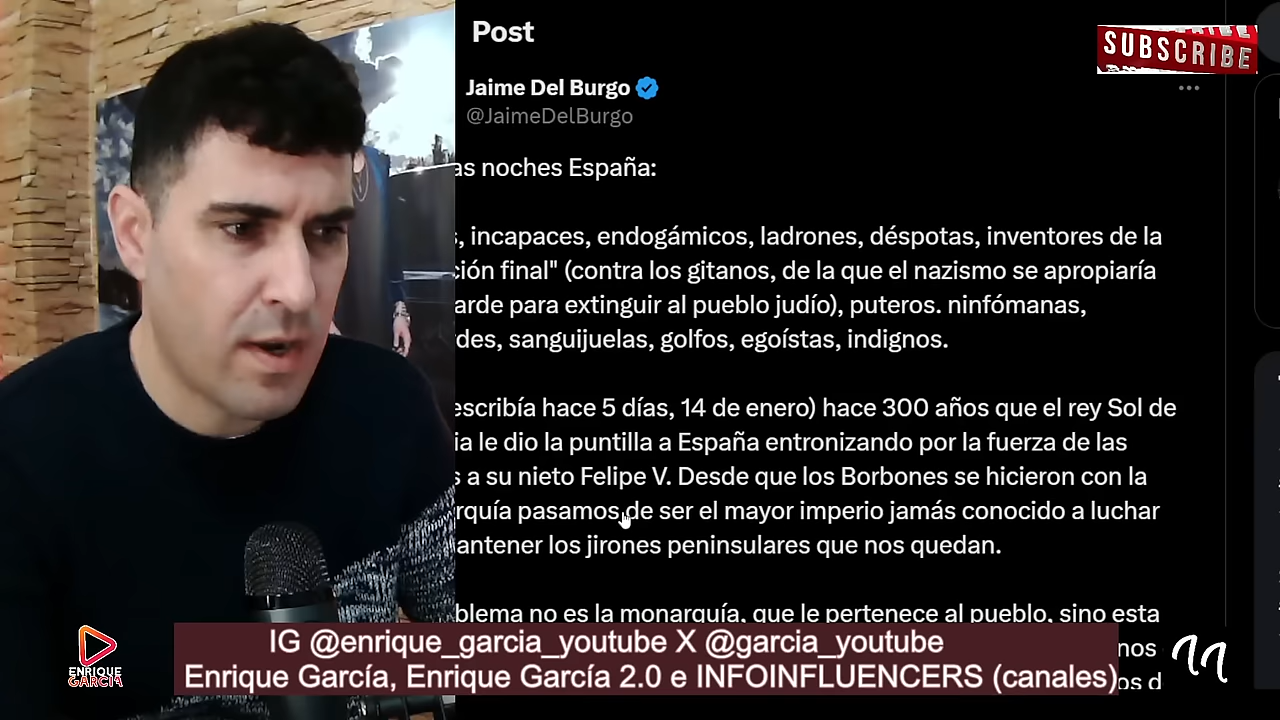 Post
SUBSCRIBE
Jaime Del Burgo
@JaimeDelBurgo
as noches España:
s, incapaces, endogámicos, ladrones, déspotas, inventores de la
ción final" (contra los gitanos, de la que el nazismo se apropiaría
arde para extinguir al pueblo judío), puteros. ninfómanas,
rdes, sanguijuelas, golfos, egoístas, indignos.
escribía hace 5 días, 14 de enero) hace 300 años que el rey Sol de
ia le dio la puntilla a España entronizando por la fuerza de las
s a su nieto Felipe V. Desde que los Borbones se hicieron con la
rquía pasamos de ser el mayor imperio jamás conocido a luchar
antener los jirones peninsulares que nos quedan.
blema no es la monarquía, que le pertenece al pueblo, sino esta
nos
os d
IG @enrique_garcia_youtube X @garcia_youtube
Enrique García, Enrique García 2.0 e INFOINFLUENCERS (canales)
ENRIQUE
GARCÍA